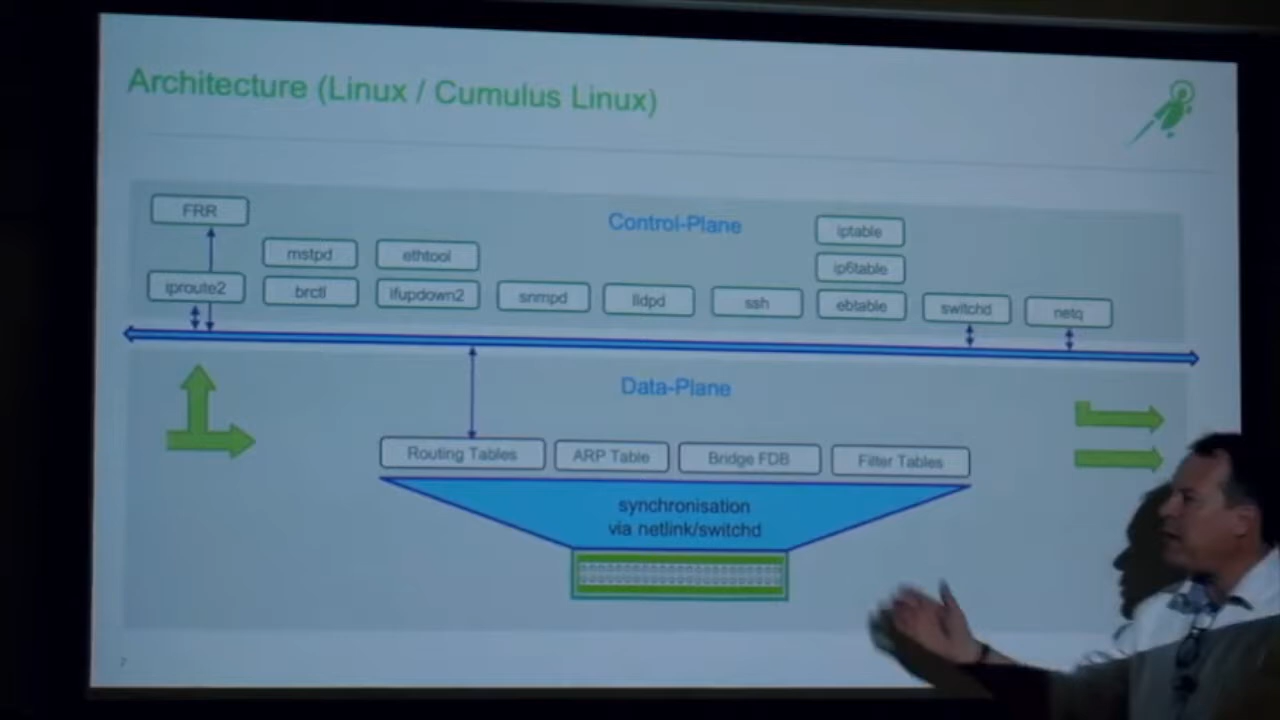 Architecture (Linux / Cumulus Linux)
FRR
Control-Plane
iptable
mstpd
ethtool
ip6table
iproute2
brctl
ifupdown2
snmpd
lldpd
ssh
ebtable
switchd
netq
Data-Plane
Routing Tables
ARP Table
Bridge FDB
Filter Tables
synchronisation
via netlink/switchd
7